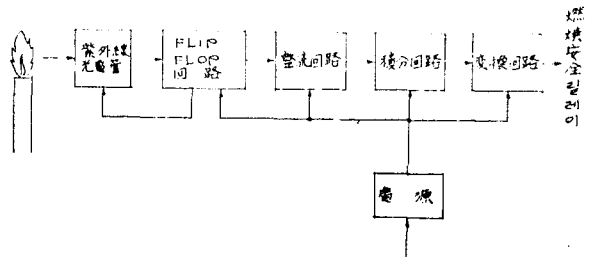 紫外線
光電管
FLIP
FLOP
回路
整流回路
積分回路
変換回路
燃焼安全릴레이
電源